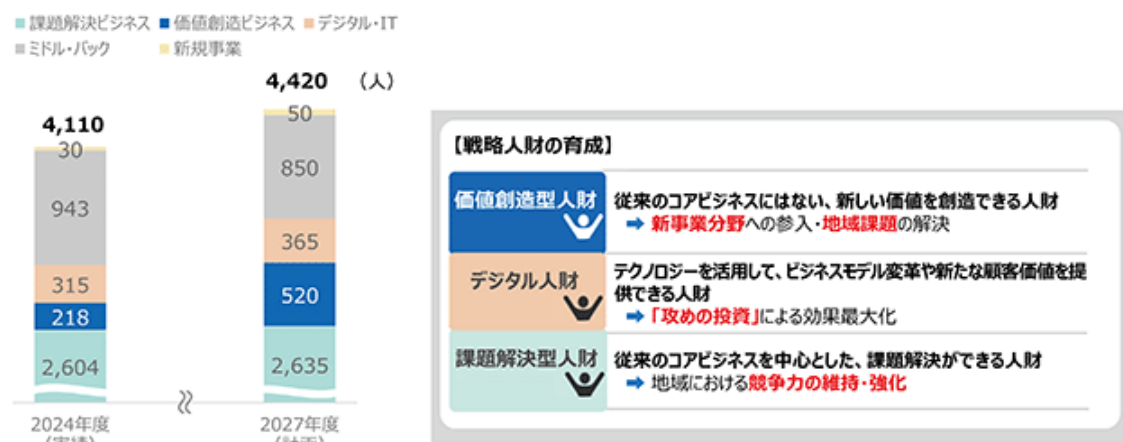 ■課題解決ビジネス ■価値創造ビジネス ■デジタル・IT
■ミドル・バック ■新規事業
4,420 （人）
4,110
50
30
850
943
365
315
520
218
2,635
2,604
2024年度
2027年度
（実績）
（計画）
【戦略人財の育成】
価値創造型人財
従来のコアビジネスにはない、新しい価値を創造できる人財
➡ 新事業分野への参入・地域課題の解決
デジタル人財
テクノロジーを活用して、ビジネスモデル変革や新たな顧客価値を提
供できる人財
➡ 「攻めの投資」による効果最大化
課題解決型人財
従来のコアビジネスを中心とした、課題解決ができる人財
➡ 地域における競争力の維持・強化